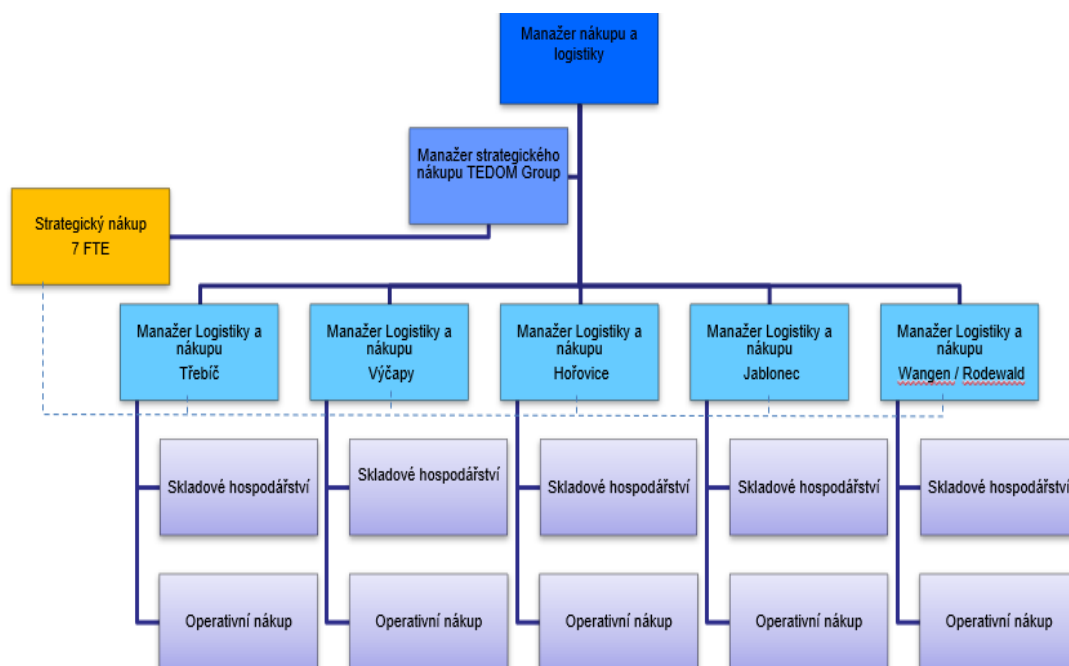 Manažer nákupu a
logistiky
Manažer strategického
nákupu TEDOM Group
Strategický nákup
7 FTE
Manažer Logistiky a
nákupu
Třebíč
Manažer Logistiky a
nákupu
Výčapy
Manažer Logistiky a
nákupu
Hořovice
Manažer Logistiky a
nákupu
Jablonec
Manažer Logistiky a
nákupu
Wangen / Rodewald
Skladové hospodářství
Skladové hospodářství
Skladové hospodářství
Skladové hospodářství
Skladové hospodářství
Operativní nákup
Operativní nákup
Operativní nákup
Operativní nákup
Operativní nákup